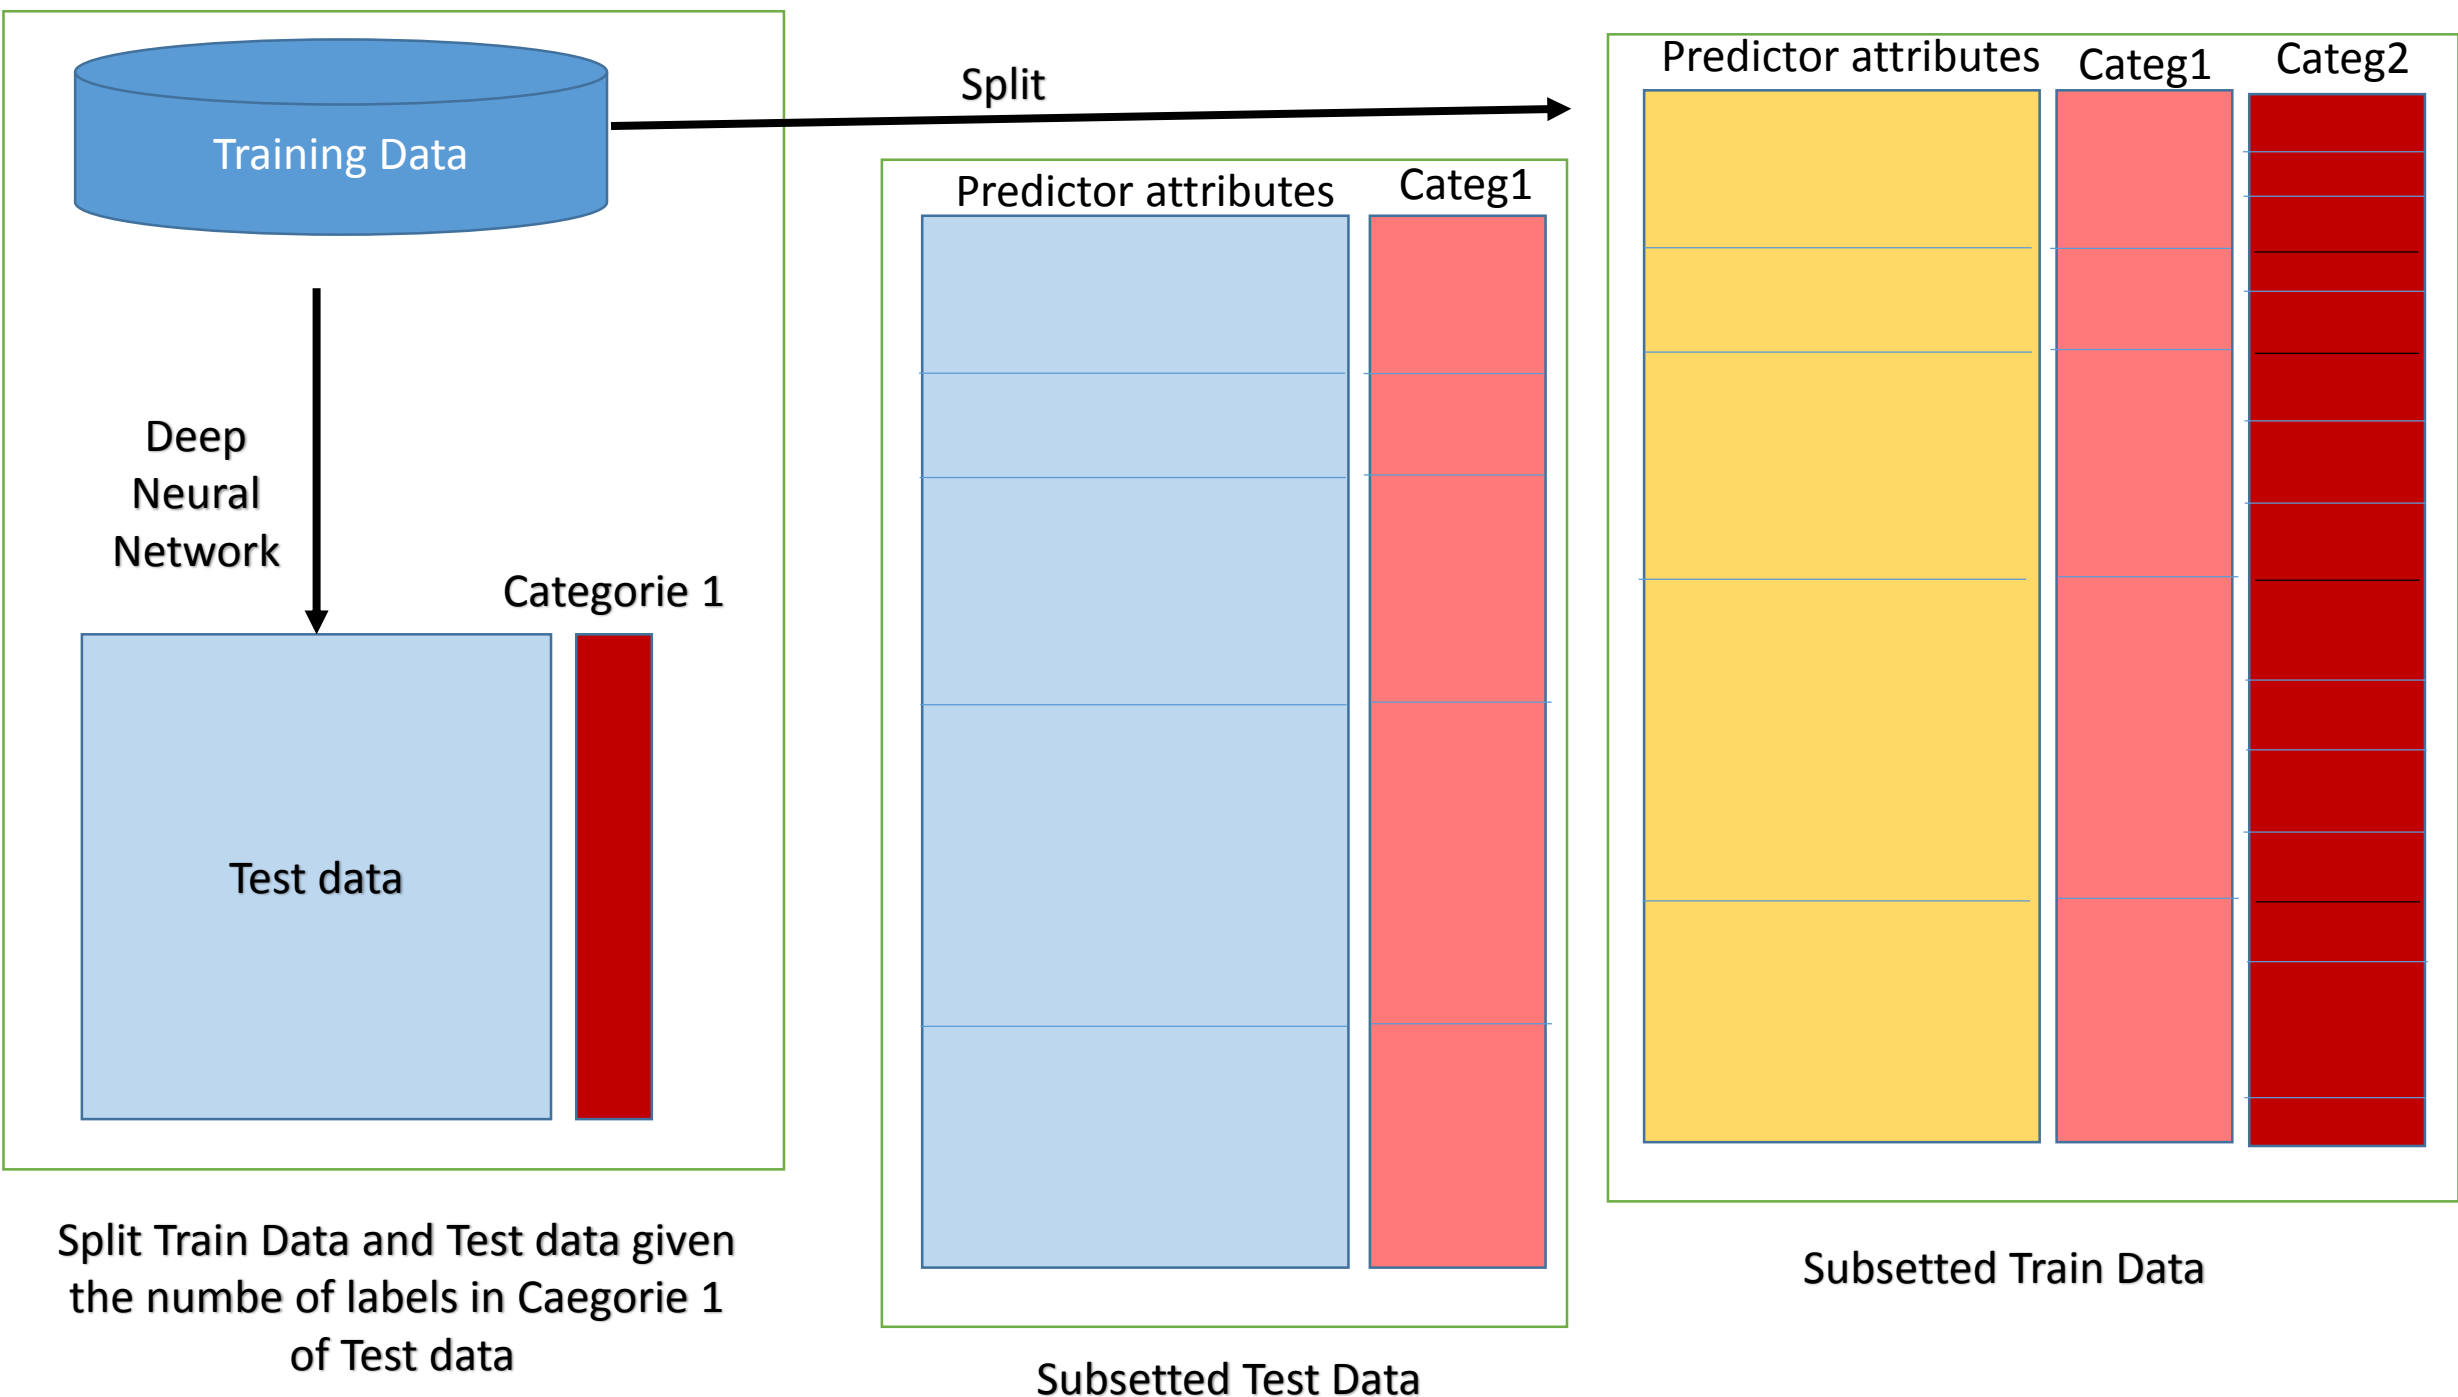 Training Data
Deep
Neural
Network
Categorie 1
Test data
Split Train Data and Test data given
the numbe of labels in Caegorie 1
of Test data
Split
Predictor attributes
Categ1
Subsetted Test Data
Predictor attributes
Categ1
Categ2
Subsetted Train Data